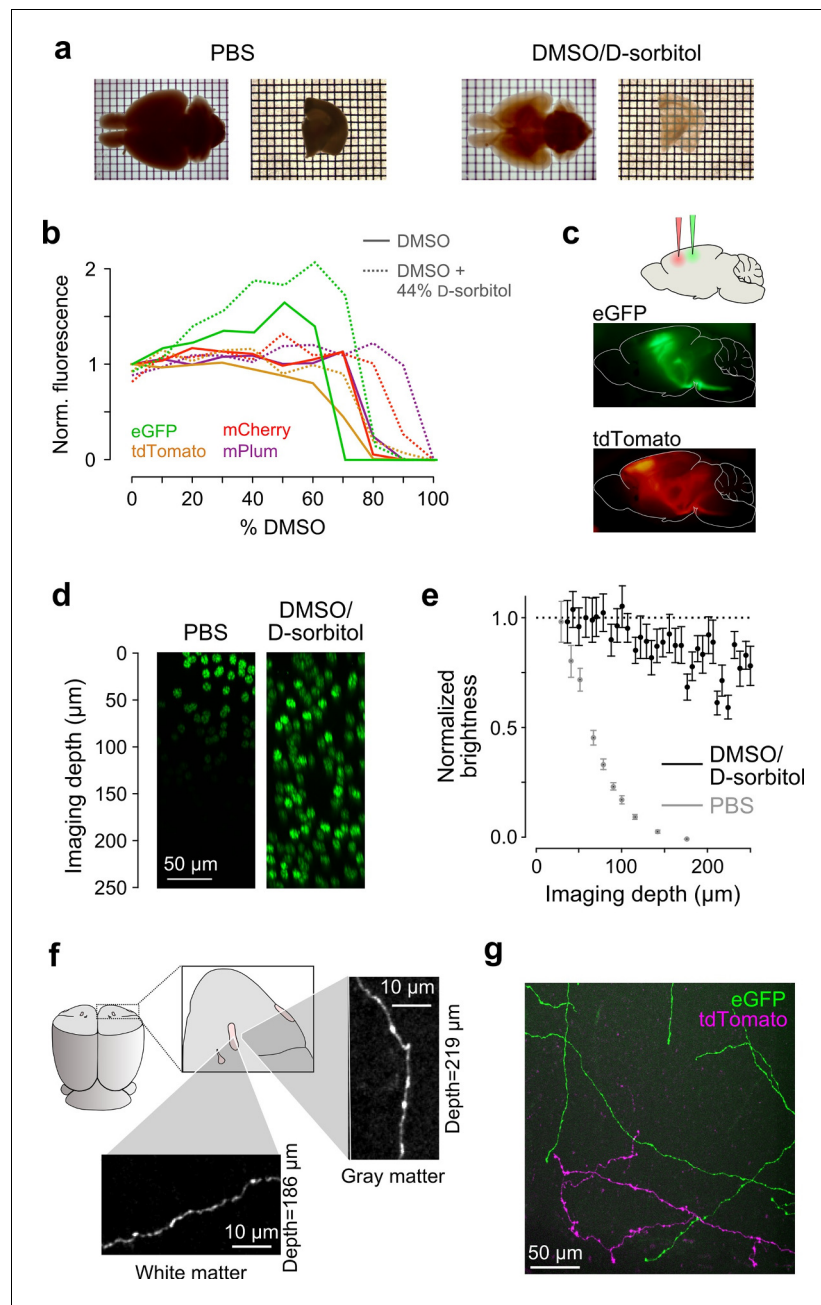 a
PBS
DMSO/D-sorbitol
b
DMSO
DMSO +
44% D-sorbitol
Norm. fluorescence
2
1
0
eGFP
mCherry
tdTomato
mPlum
0
20
40
60
80
100
% DMSO
c
eGFP
tdTomato
d
PBS
DMSO/
D-sorbitol
Imaging depth (µm)
0
50
100
150
200
250
50 µm
e
Normalized
brightness
1.0
0.5
0.0
DMSO/
D-sorbitol
PBS
0
100
200
Imaging depth (µm)
f
10 µm
Depth=219 µm
Gray matter
10 µm
Depth=186 µm
White matter
g
eGFP
tdTomato
50 µm